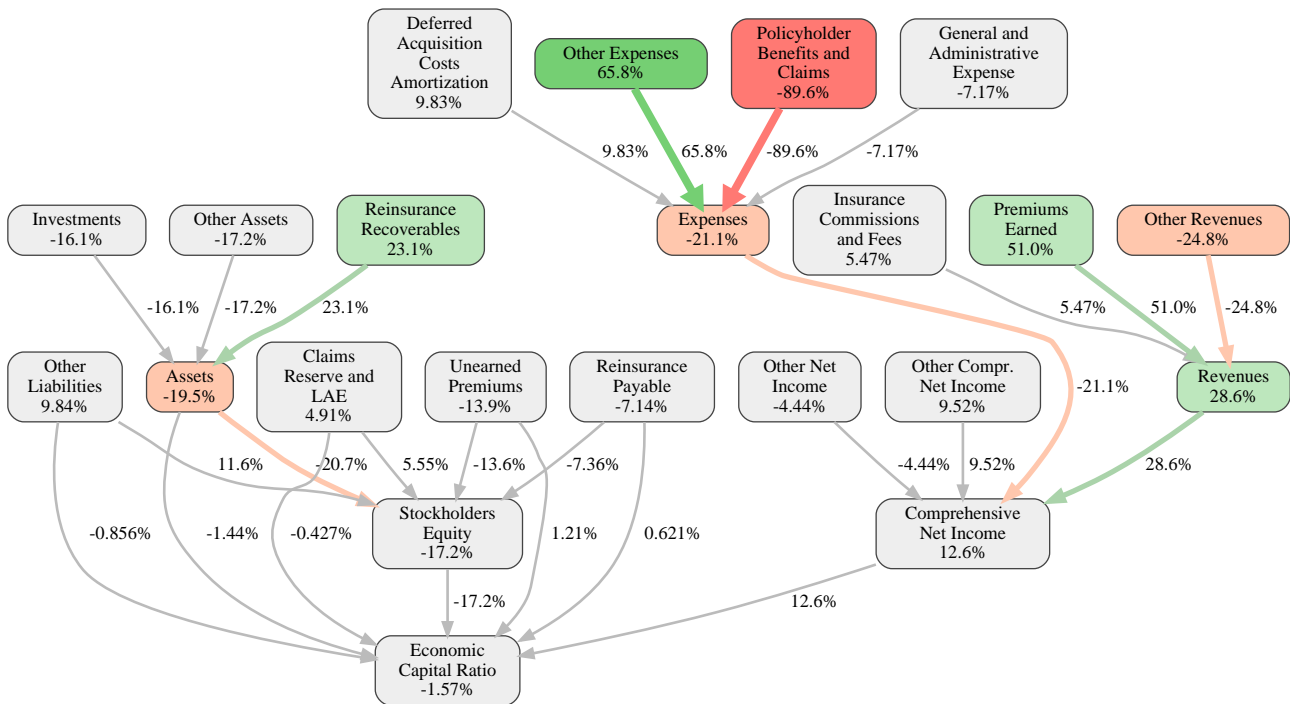 Deferred
Acquisition
Costs
Amortization
9.83%
Other Expenses
65.8%
Policyholder
Benefits and
Claims
-89.6%
General and
Administrative
Expense
-7.17%
9.83%
65.8%
-89.6%
-7.17%
Investments
-16.1%
Other Assets
-17.2%
Reinsurance
Recoverables
23.1%
Expenses
-21.1%
Insurance
Commissions
and Fees
5.47%
Premiums
Earned
51.0%
Other Revenues
-24.8%
-16.1%
-17.2%
23.1%
5.47%
51.0%
-24.8%
Other
Liabilities
9.84%
Assets
-19.5%
Claims
Reserve and
LAE
4.91%
Unearned
Premiums
-13.9%
Reinsurance
Payable
-7.14%
Other Net
Income
-4.44%
Other Compr.
Net Income
9.52%
-21.1%
Revenues
28.6%
11.6%
-20.7%
5.55%
-13.6%
-7.36%
-4.44%
9.52%
28.6%
Stockholders
Equity
-17.2%
Comprehensive
Net Income
12.6%
-0.856%
-1.44%
-0.427%
1.21%
0.621%
-17.2%
12.6%
Economic
Capital Ratio
-1.57%